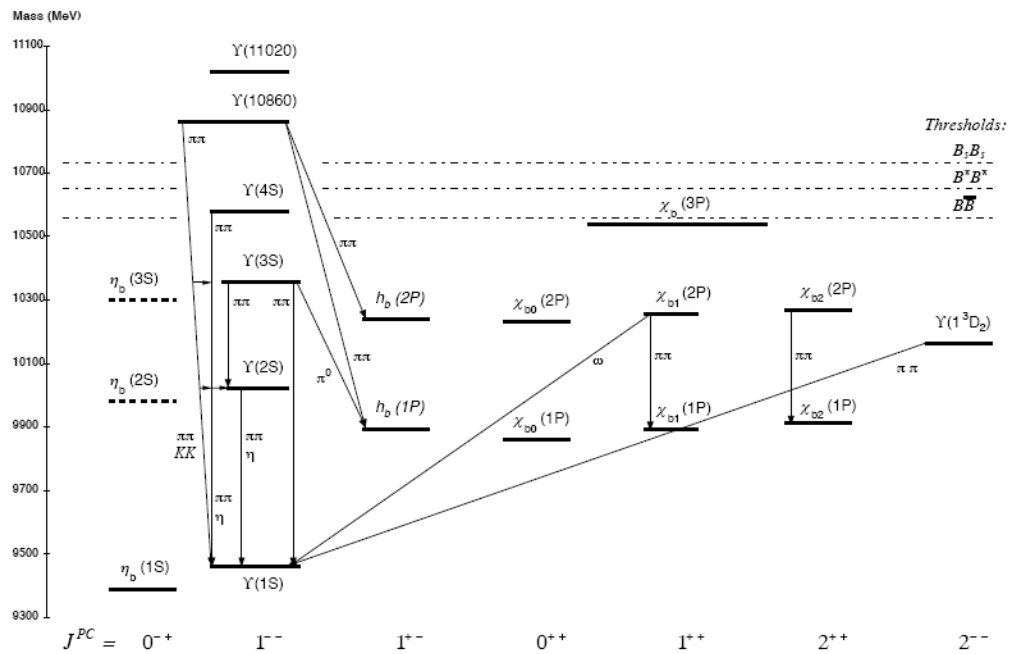 Mass (MeV)
11100
ϒ(11020)
10900
ϒ(10860)
ππ
Thresholds:
BₛBₛ
10700
B*B*
ϒ(4S)
BB̅
χb (3P)
10500
ππ
ππ
ηb (3S)
ϒ(3S)
10300
ππ
ππ
hb (2P)
χb0 (2P)
χb1 (2P)
χb2 (2P)
ϒ(1³D₂)
ππ
ω
ππ
ππ
ππ
10100
ηb (2S)
ϒ(2S)
π⁰
9900
hb (1P)
χb0 (1P)
χb1 (1P)
χb2 (1P)
ππ
KK
ππ
η
9700
ππ
η
9500
ηb (1S)
ϒ(1S)
9300
J^PC = 0⁻⁺ 1⁻⁻ 1⁺⁻ 0⁺⁺ 1⁺⁺ 2⁺⁺ 2⁻⁻